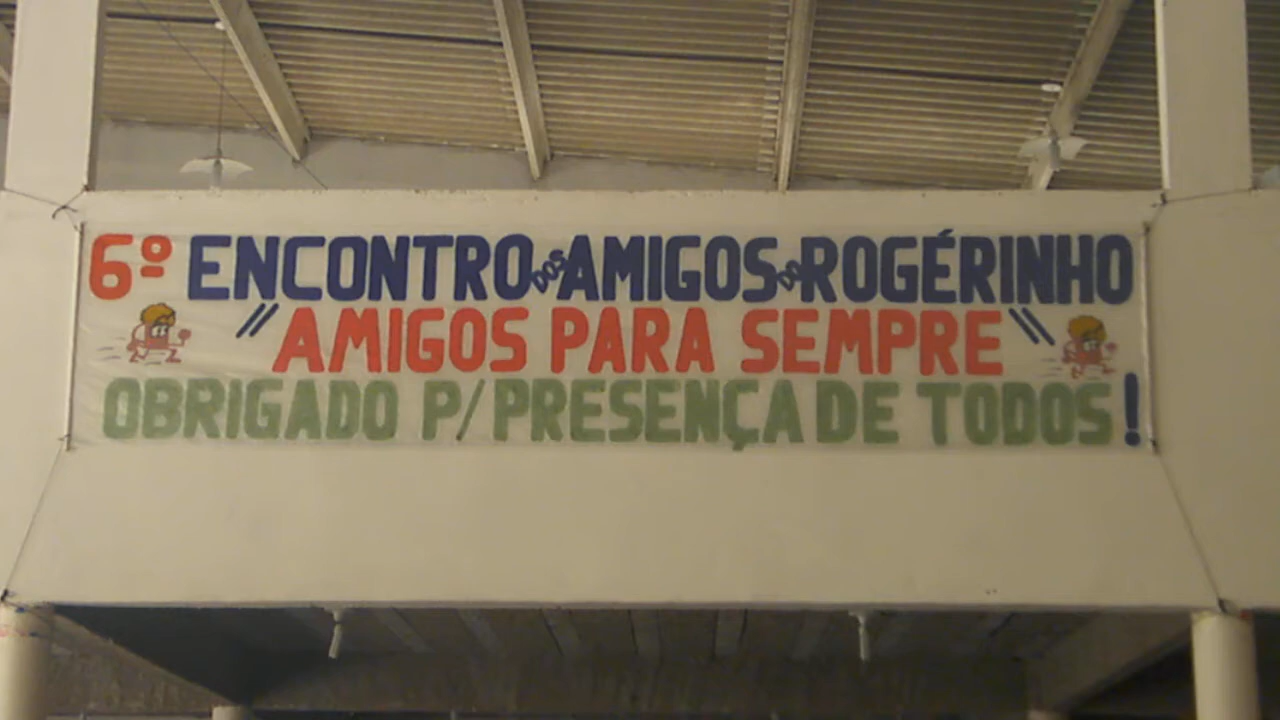 6º ENCONTRO DOS AMIGOS DO ROGÉRINHO
"AMIGOS PARA SEMPRE"
OBRIGADO P/ PRESENÇA DE TODOS!